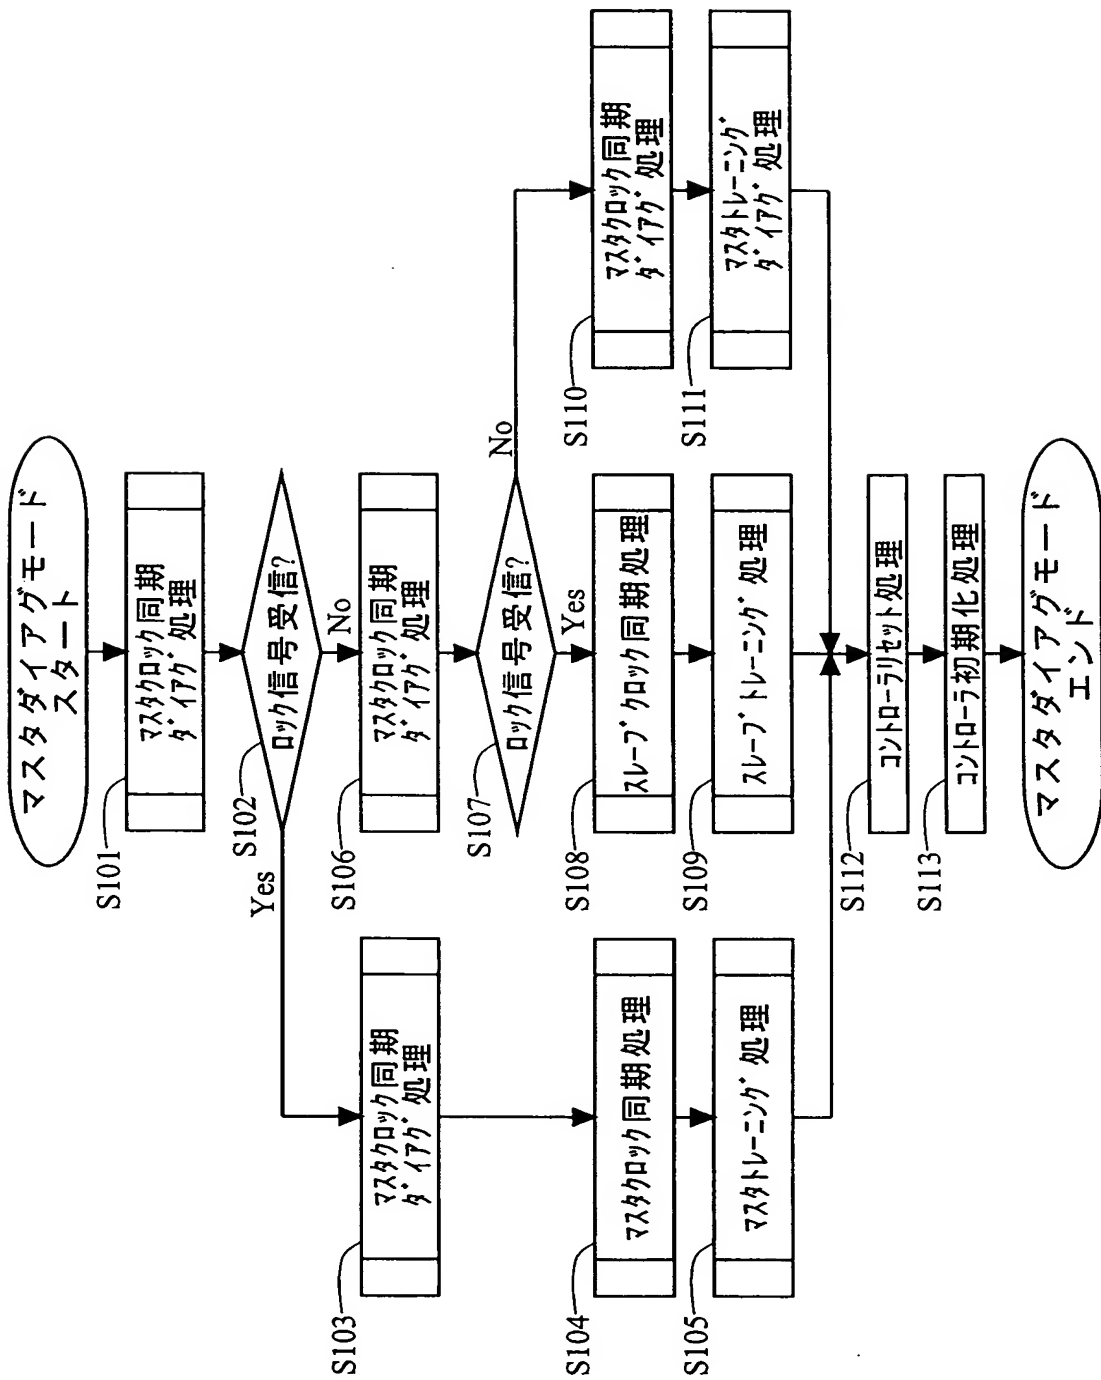 マスタダイアグモード
スタート
S101
マスタクロック同期
ダイアグ処理
S102
ロック信号受信?
Yes
No
S103
マスタクロック同期
ダイアグ処理
S106
マスタクロック同期
ダイアグ処理
S107
ロック信号受信?
No
Yes
S104
マスタクロック同期処理
S108
スレーブクロック同期処理
S110
マスタクロック同期
ダイアグ処理
S105
マスタトレーニング処理
S109
スレーブトレーニング処理
S111
マスタトレーニング
ダイアグ処理
S112
コントローラリセット処理
S113
コントローラ初期化処理
マスタダイアグモード
エンド